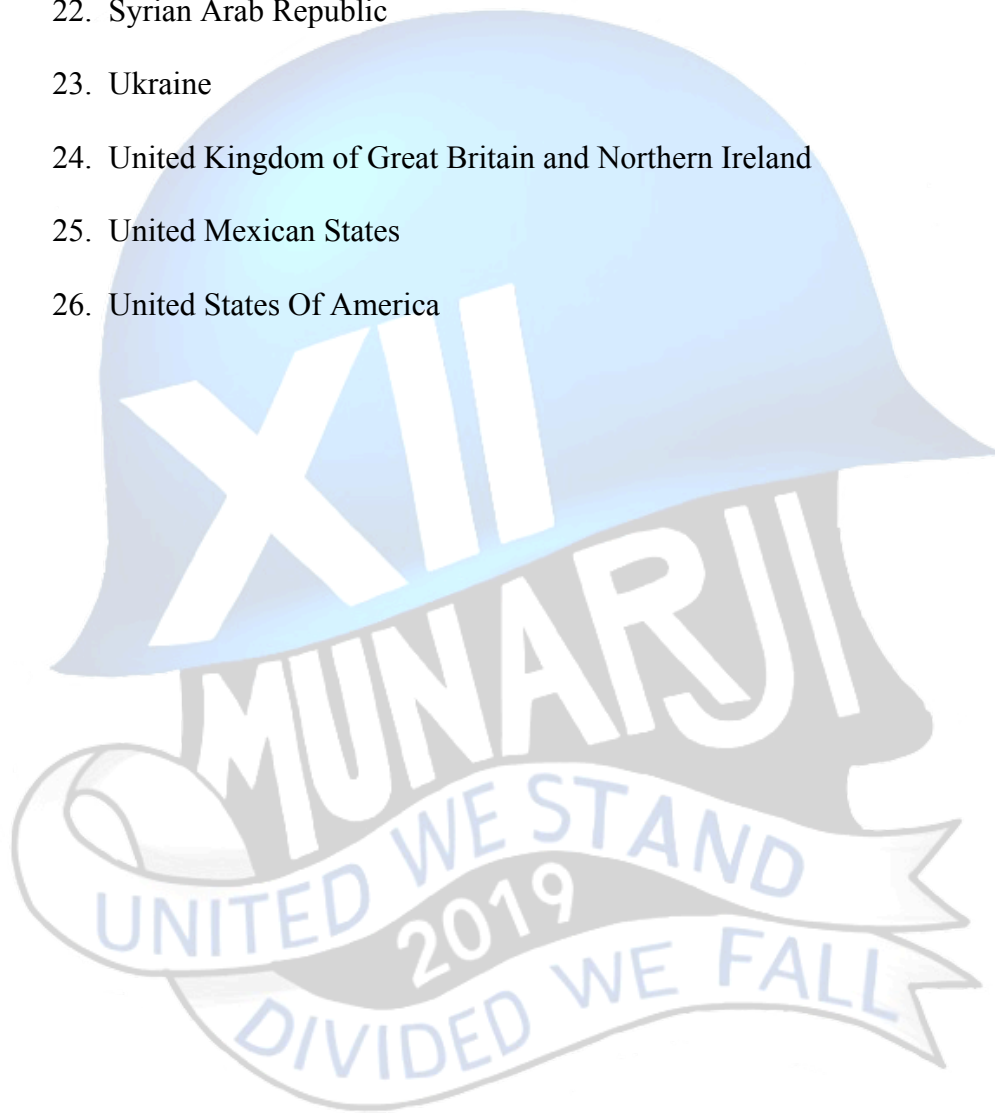 22. Syrian Arab Republic
23. Ukraine
24. United Kingdom of Great Britain and Northern Ireland
25. United Mexican States
26. United States Of America
XII
MUNARJI
UNITED WE STAND
2019
DIVIDED WE FALL